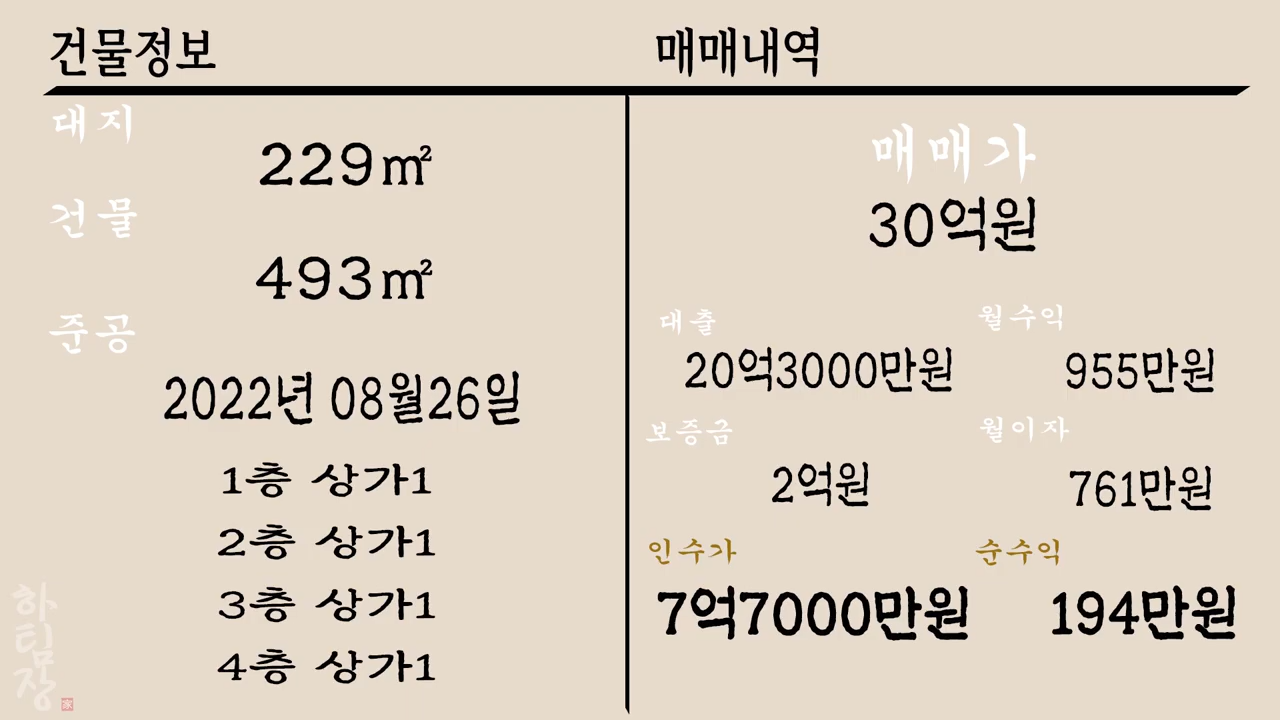 건물정보
대지
229㎡
건물
493㎡
준공
2022년 08월26일
1층 상가1
2층 상가1
3층 상가1
4층 상가1
매매내역
매매가
30억원
대출
20억3000만원
월수익
955만원
보증금
2억원
월이자
761만원
인수가
7억7000만원
순수익
194만원
하팀장